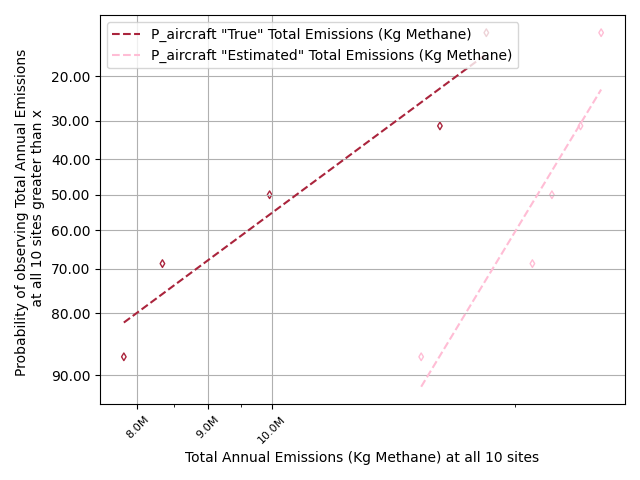 P_aircraft "True" Total Emissions (Kg Methane)
P_aircraft "Estimated" Total Emissions (Kg Methane)
Probability of observing Total Annual Emissions
at all 10 sites greater than x
20.00
30.00
40.00
50.00
60.00
70.00
80.00
90.00
8.0M
9.0M
10.0M
Total Annual Emissions (Kg Methane) at all 10 sites